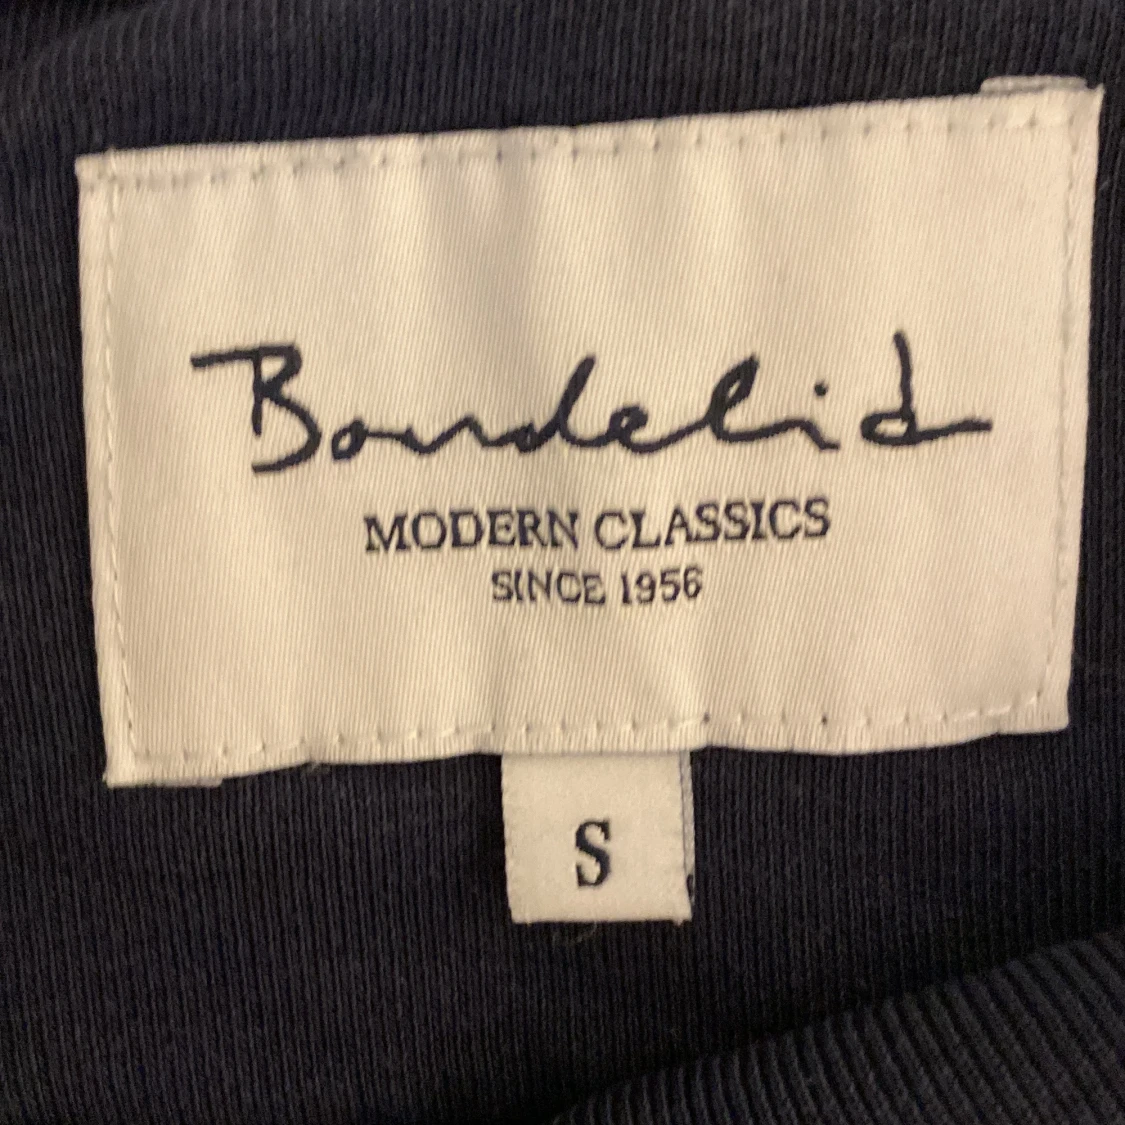 Bondelid
MODERN CLASSICS
SINCE 1956
S